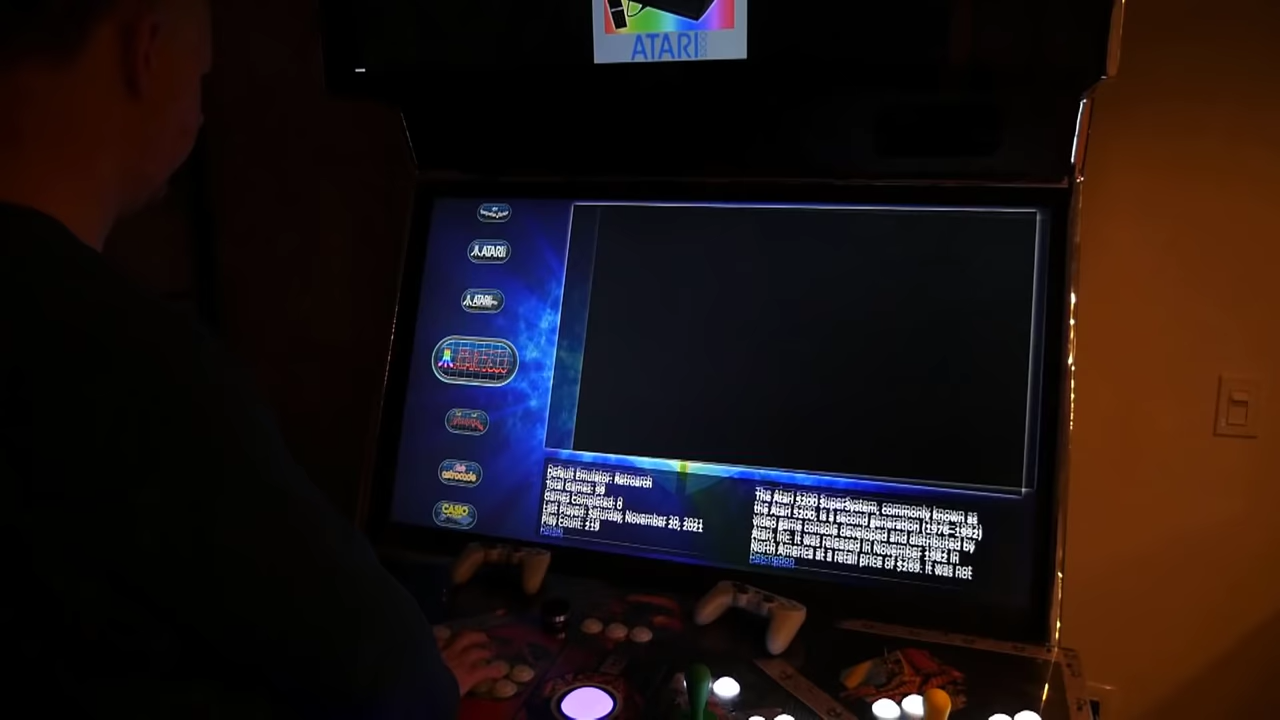 ATARI
5200
ATARI
ATARI
astrocade
CASIO
Default Emulator: Retroarch
Total Games: 99
Games Completed: 0
Last Played: Saturday, November 20, 2021
Play Count: 219
Details
The Atari 5200 SuperSystem, commonly known as
the Atari 5200, is a second generation (1976–1992)
video game console developed and distributed by
Atari, Inc. It was released in November 1982 in
North America at a retail price of $269. It was not
Description